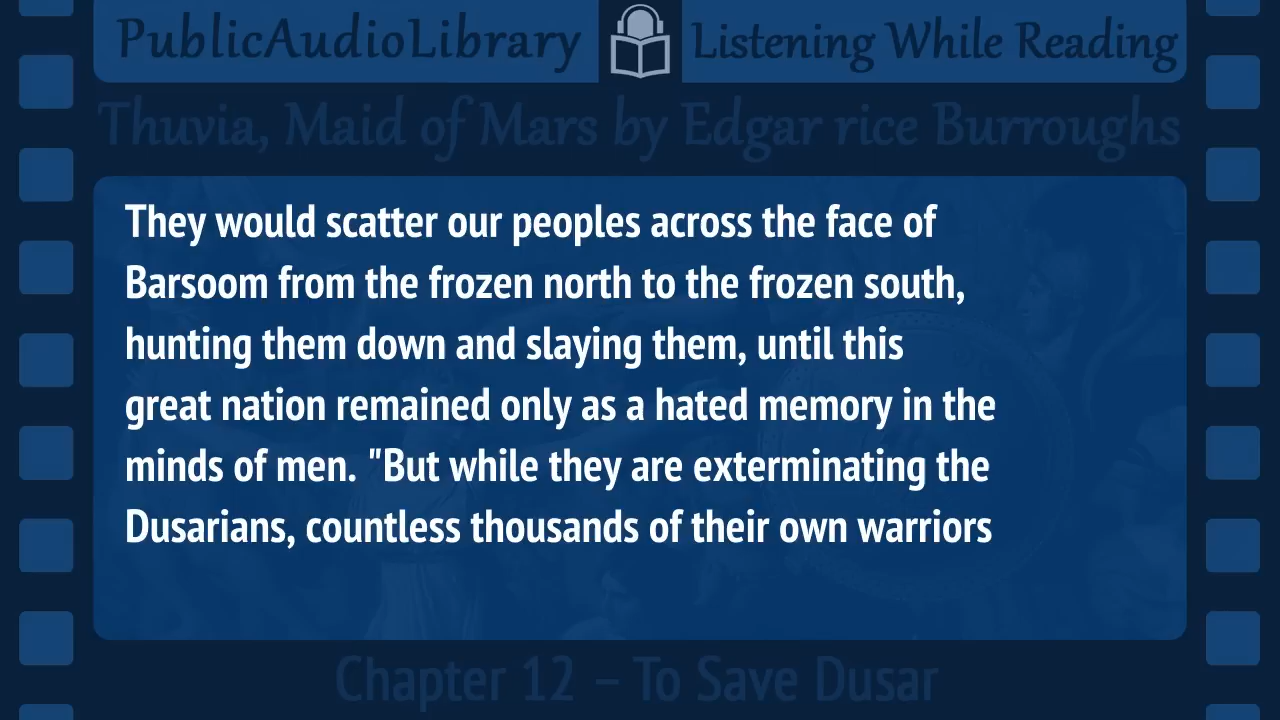 PublicAudioLibrary Listening While Reading
Thuvia, Maid of Mars by Edgar rice Burroughs
They would scatter our peoples across the face of
Barsoom from the frozen north to the frozen south,
hunting them down and slaying them, until this
great nation remained only as a hated memory in the
minds of men. "But while they are exterminating the
Dusarians, countless thousands of their own warriors
Chapter 12 – To Save Dusar